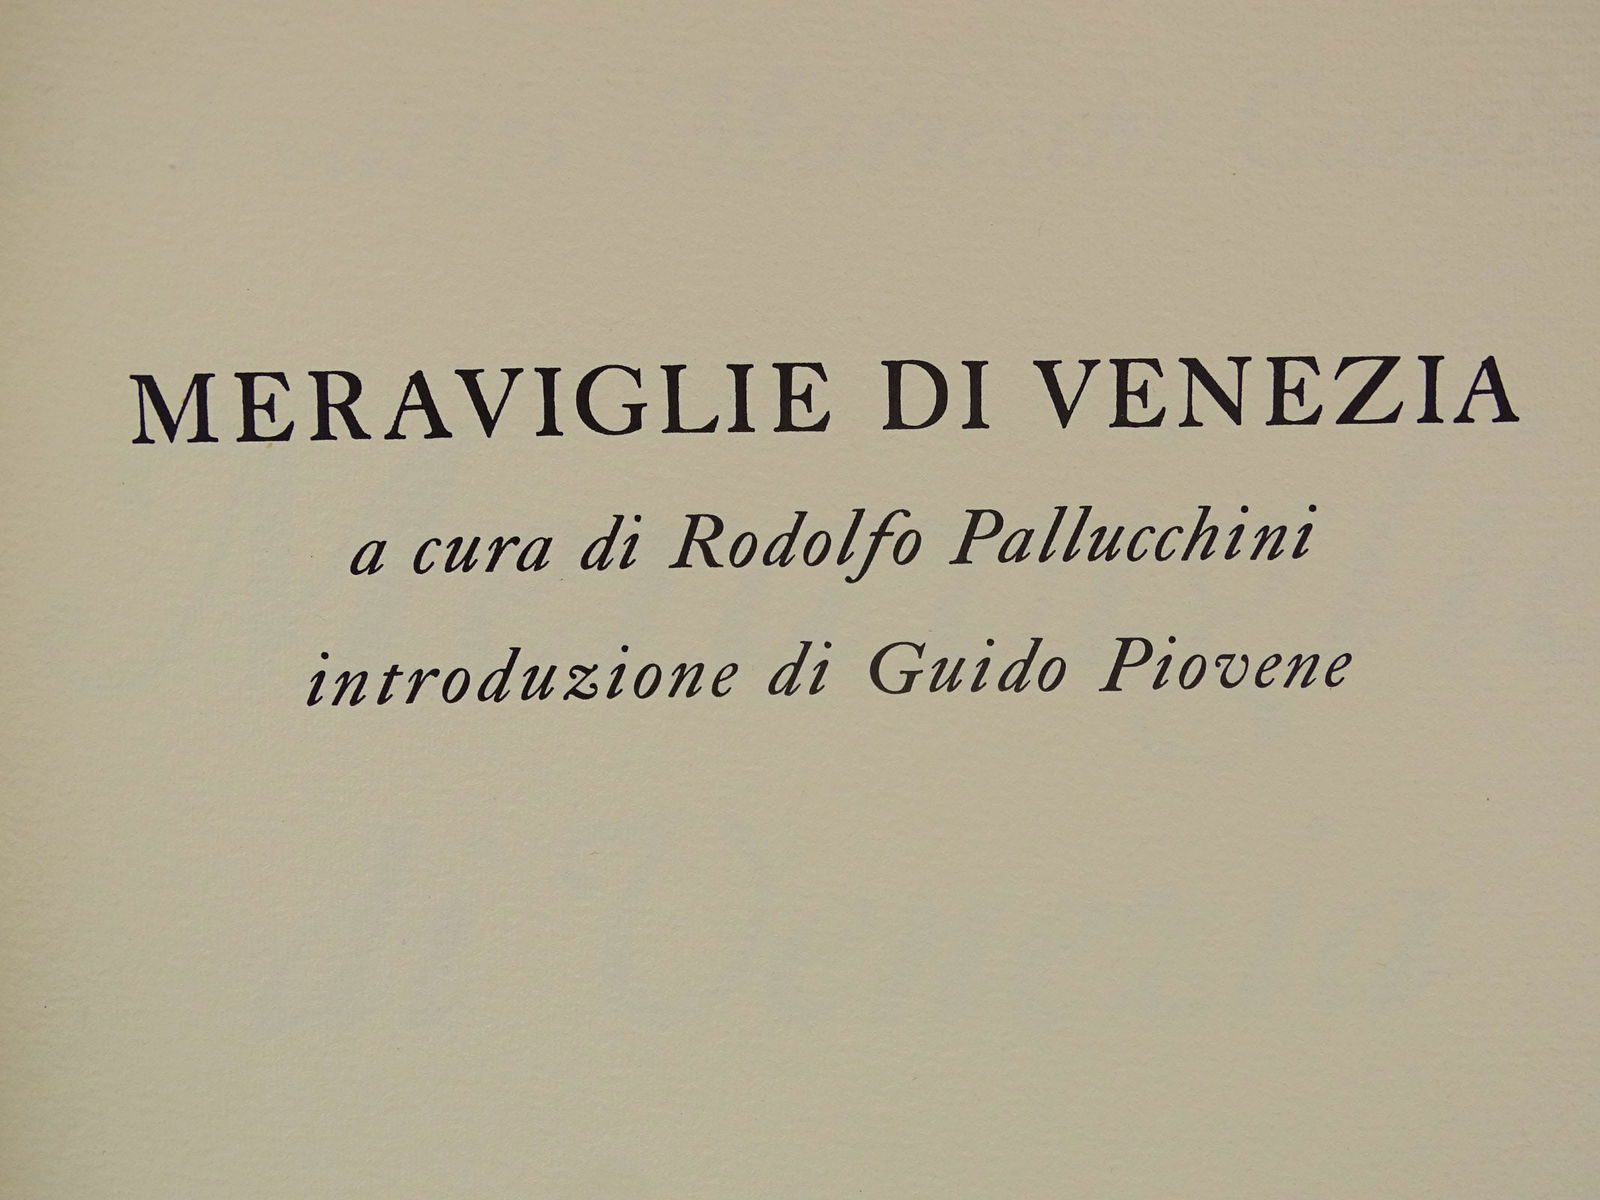 MERAVIGLIE DI VENEZIA
a cura di Rodolfo Pallucchini
introduzione di Guido Piovene